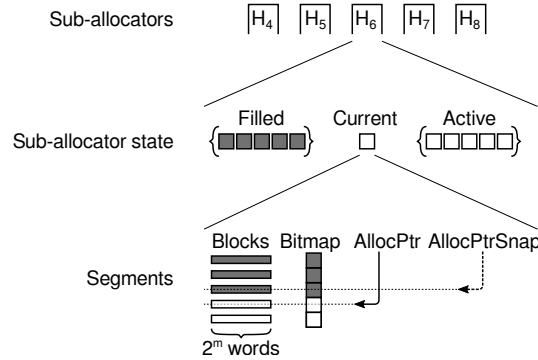 Sub-allocators H₄ H₅ H₆ H₇ H₈
Filled Current Active
Sub-allocator state
Blocks Bitmap AllocPtr AllocPtrSnap
Segments
2ᵐ words